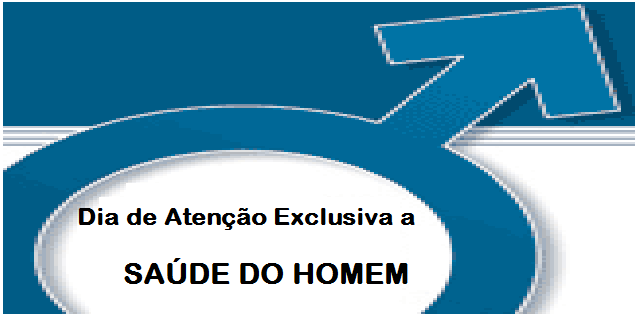 Dia de Atenção Exclusiva a
SAÚDE DO HOMEM